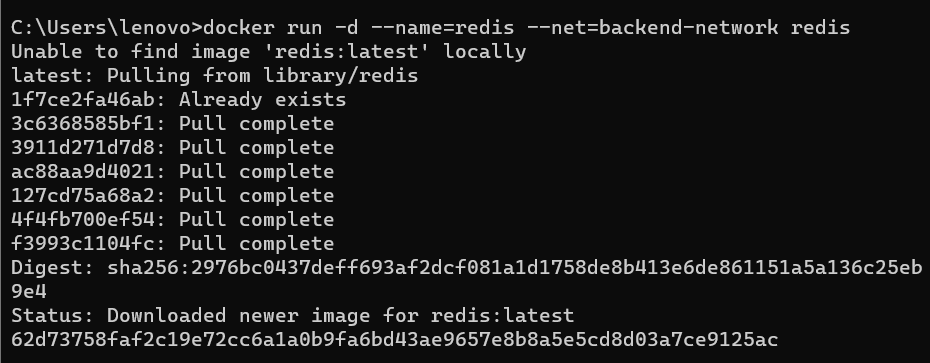 C:\Users\lenovo>docker run -d --name=redis --net=backend-network redis
Unable to find image 'redis:latest' locally
latest: Pulling from library/redis
1f7ce2fa46ab: Already exists
3c6368585bf1: Pull complete
3911d271d7d8: Pull complete
ac88aa9d4021: Pull complete
127cd75a68a2: Pull complete
4f4fb700ef54: Pull complete
f3993c1104fc: Pull complete
Digest: sha256:2976bc0437deff693af2dcf081a1d1758de8b413e6de861151a5a136c25eb
9e4
Status: Downloaded newer image for redis:latest
62d73758faf2c19e72cc6a1a0b9fa6bd43ae9657e8b8a5e5cd8d03a7ce9125ac